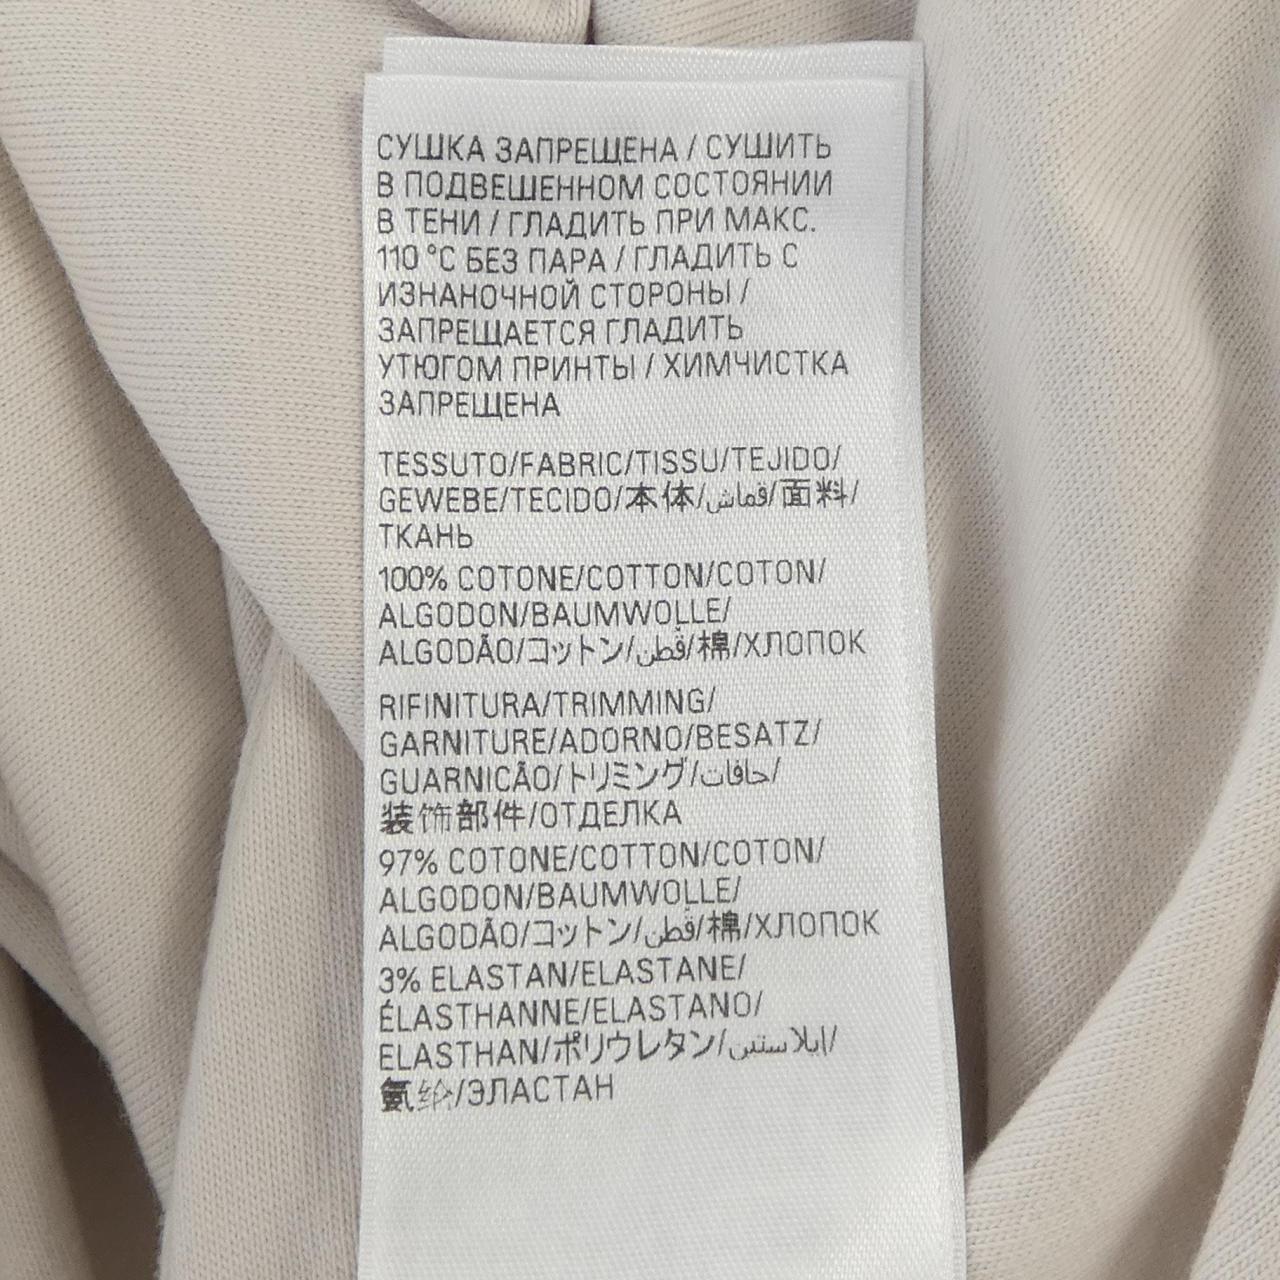 СУШКА ЗАПРЕЩЕНА / СУШИТЬ
В ПОДВЕШЕННОМ СОСТОЯНИИ
В ТЕНИ / ГЛАДИТЬ ПРИ МАКС.
110 °C БЕЗ ПАРА / ГЛАДИТЬ С
ИЗНАНОЧНОЙ СТОРОНЫ /
ЗАПРЕЩАЕТСЯ ГЛАДИТЬ
УТЮГОМ ПРИНТЫ / ХИМЧИСТКА
ЗАПРЕЩЕНА
TESSUTO/FABRIC/TISSU/TEJIDO/
GEWEBE/TECIDO/本体/قماش/面料/
ТКАНЬ
100% COTONE/COTTON/COTON/
ALGODON/BAUMWOLLE/
ALGODÃO/コットン/قطن/棉/ХЛОПОК
RIFINITURA/TRIMMING/
GARNITURE/ADORNO/BESATZ/
GUARNICÃO/トリミング/حافات/
装饰部件/ОТДЕЛКА
97% COTONE/COTTON/COTON/
ALGODON/BAUMWOLLE/
ALGODÃO/コットン/قطن/棉/ХЛОПОК
3% ELASTAN/ELASTANE/
ÉLASTHANNE/ELASTANO/
ELASTHAN/ポリウレタン/إيلاستين/
氨纶/ЭЛАСТАН